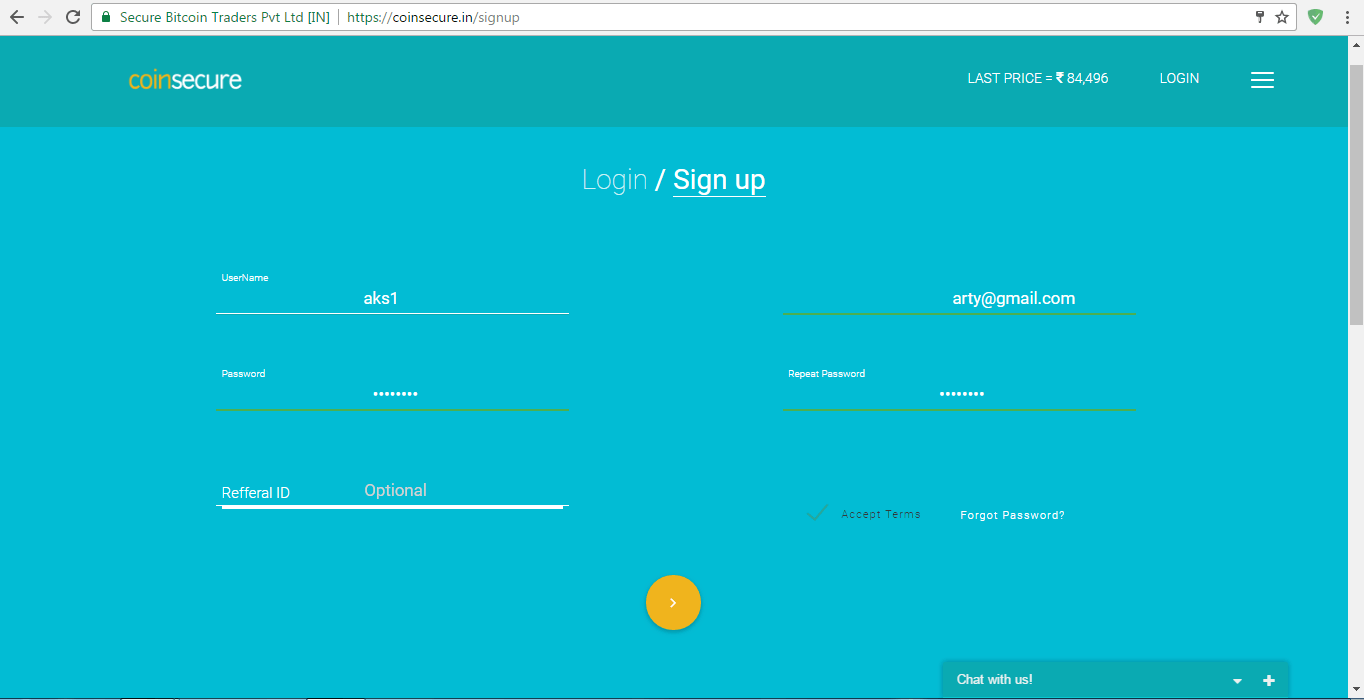 Secure Bitcoin Traders Pvt Ltd [IN] https://coinsecure.in/signup
coinsecure LAST PRICE = ₹ 84,496 LOGIN
Login / Sign up
UserName
aks1 arty@gmail.com
Password Repeat Password
•••••••• ••••••••
Refferal ID Optional
Accept Terms Forgot Password?
Chat with us!